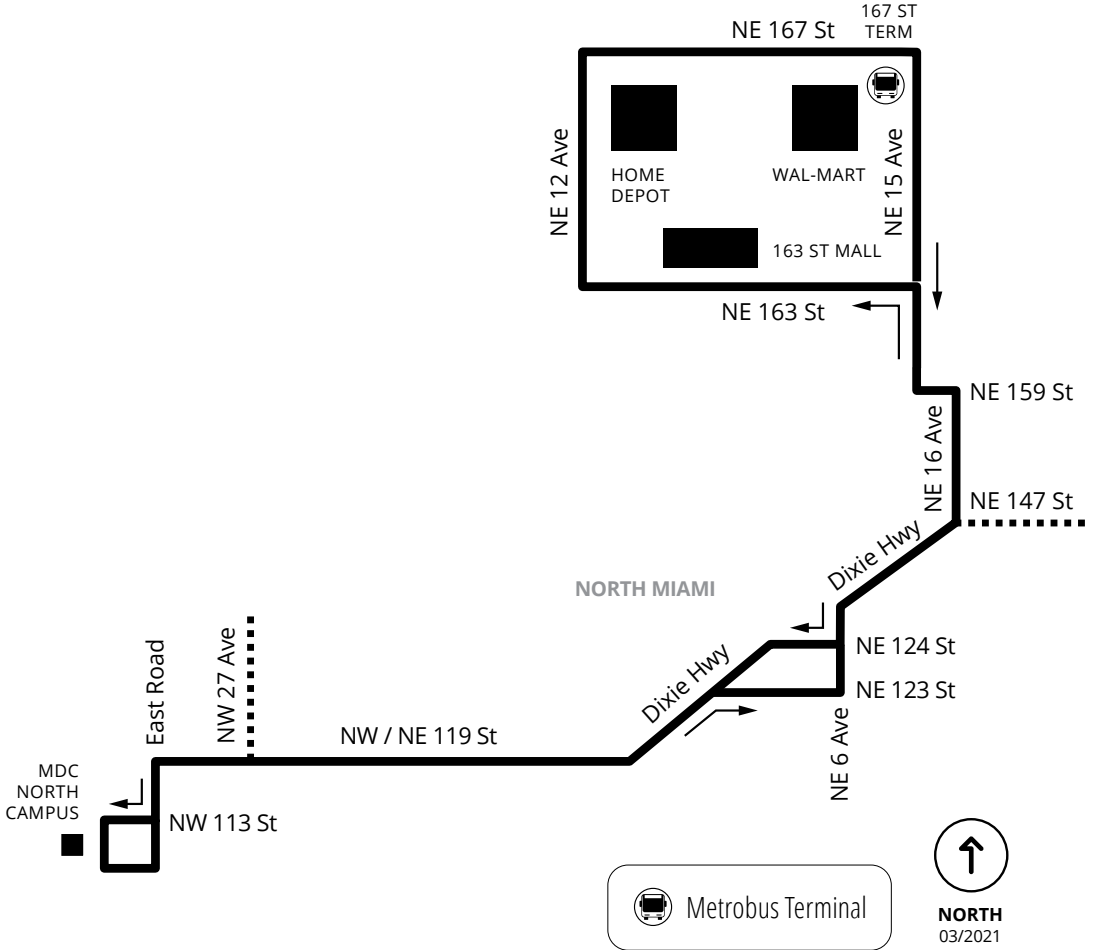 167 ST
TERM
NE 167 St
NE 12 Ave
HOME
DEPOT
WAL-MART
NE 15 Ave
163 ST MALL
NE 163 St
NE 159 St
NE 16 Ave
NE 147 St
Dixie Hwy
NORTH MIAMI
NE 124 St
Dixie Hwy
NE 123 St
NE 6 Ave
East Road
NW 27 Ave
NW / NE 119 St
MDC
NORTH
CAMPUS
NW 113 St
Metrobus Terminal
NORTH
03/2021